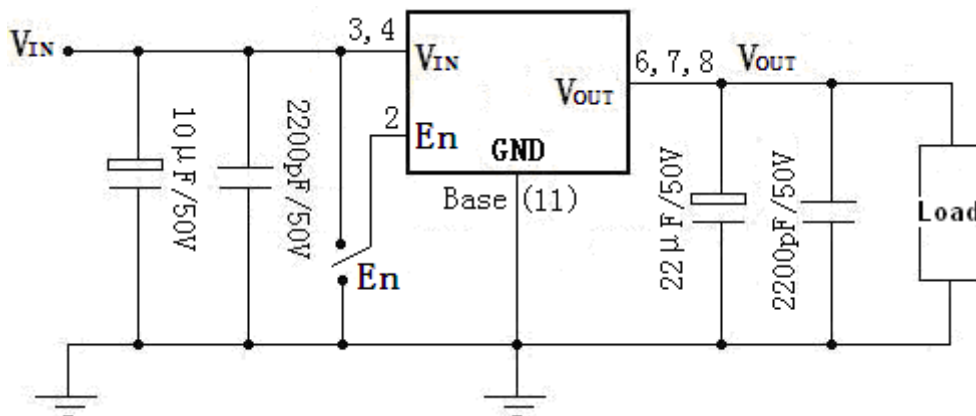 VIN
3, 4
VIN
6, 7, 8
VOUT
VOUT
2
En
GND
Base (11)
10μF/50V
2200pF/50V
En
22μF/50V
2200pF/50V
Load